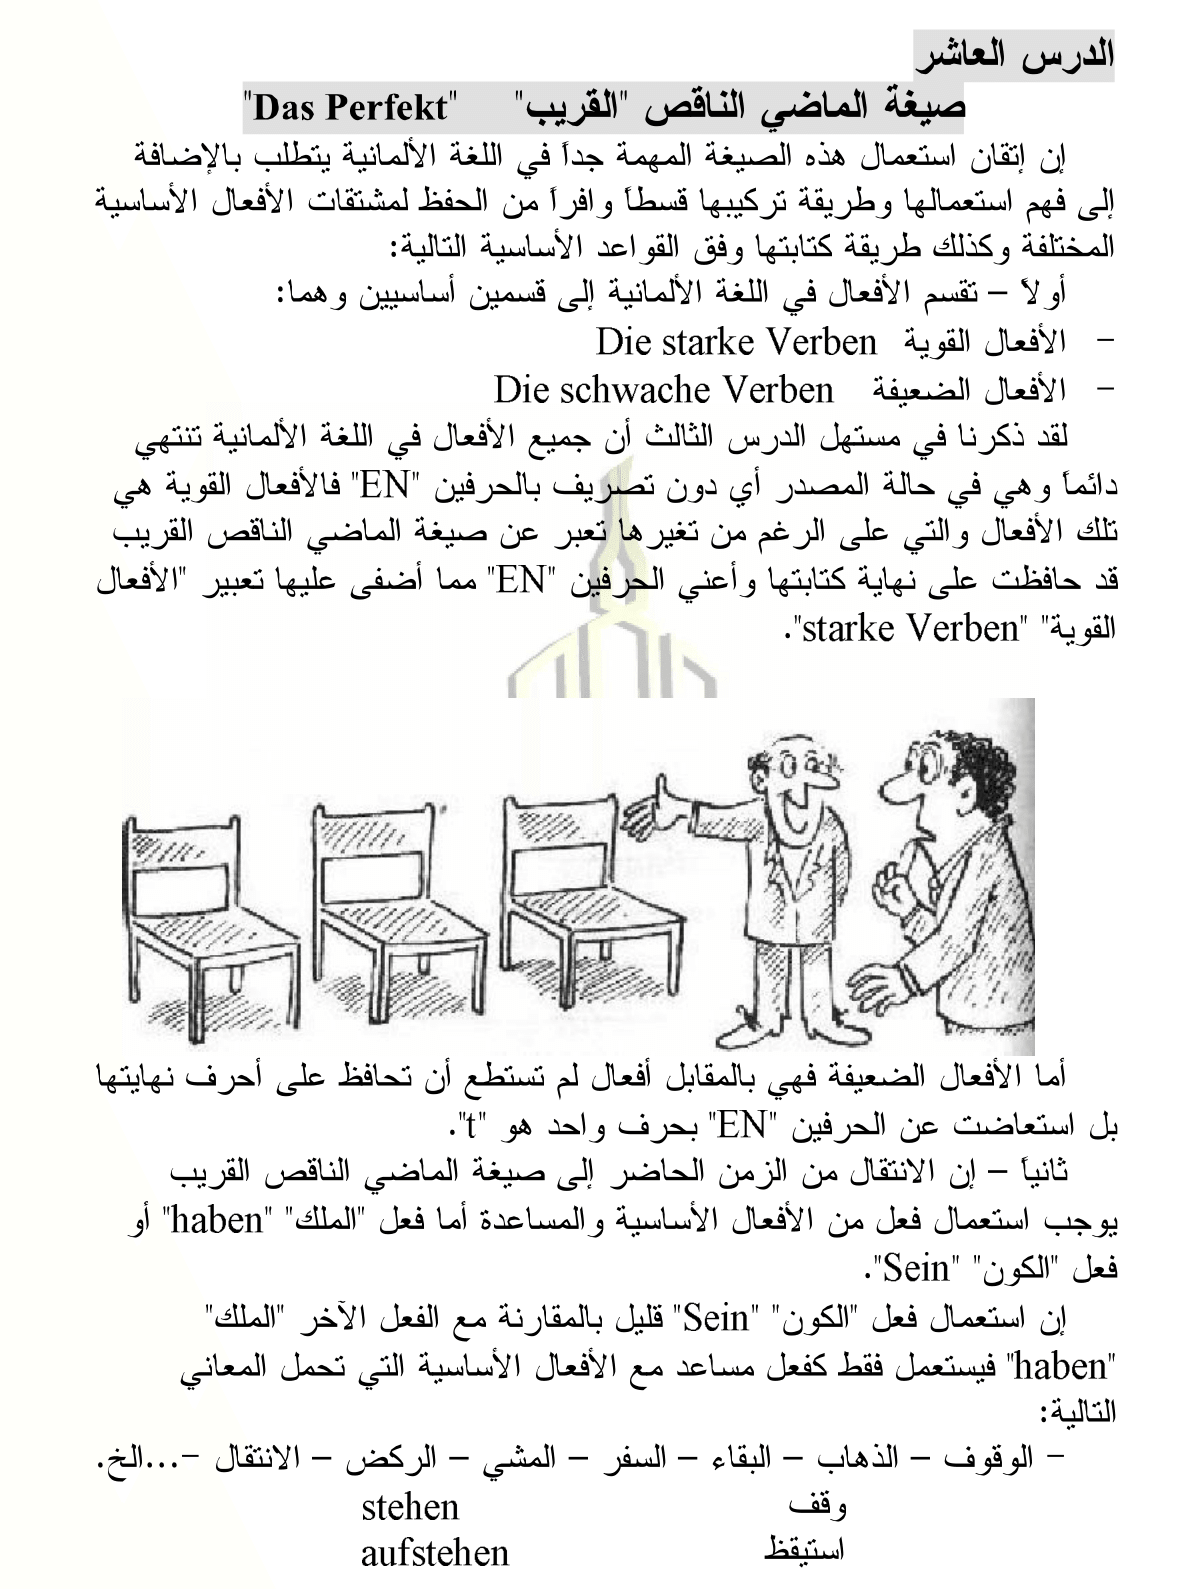 الدرس العاشر
صيغة الماضي الناقص "القريب" "Das Perfekt"
إن إتقان استعمال هذه الصيغة المهمة جداً في اللغة الألمانية يتطلب بالإضافة
إلى فهم استعمالها وطريقة تركيبها قسطاً وافراً من الحفظ لمشتقات الأفعال الأساسية
المختلفة وكذلك طريقة كتابتها وفق القواعد الأساسية التالية:
أولاً – تقسم الأفعال في اللغة الألمانية إلى قسمين أساسيين وهما:
- الأفعال القوية Die starke Verben
- الأفعال الضعيفة Die schwache Verben
لقد ذكرنا في مستهل الدرس الثالث أن جميع الأفعال في اللغة الألمانية تنتهي
دائماً وهي في حالة المصدر أي دون تصريف بالحرفين "EN" فالأفعال القوية هي
تلك الأفعال والتي على الرغم من تغيرها تعبر عن صيغة الماضي الناقص القريب
قد حافظت على نهاية كتابتها وأعني الحرفين "EN" مما أضفى عليها تعبير "الأفعال
القوية" "starke Verben".
أما الأفعال الضعيفة فهي بالمقابل أفعال لم تستطع أن تحافظ على أحرف نهايتها
بل استعاضت عن الحرفين "EN" بحرف واحد هو "t".
ثانياً – إن الانتقال من الزمن الحاضر إلى صيغة الماضي الناقص القريب
يوجب استعمال فعل من الأفعال الأساسية والمساعدة أما فعل "الملك" "haben" أو
فعل "الكون" "Sein".
إن استعمال فعل "الكون" "Sein" قليل بالمقارنة مع الفعل الآخر "الملك"
"haben" فيستعمل فقط كفعل مساعد مع الأفعال الأساسية التي تحمل المعاني
التالية:
- الوقوف – الذهاب – البقاء – السفر – المشي – الركض – الانتقال -...الخ.
وقف stehen
استيقظ aufstehen